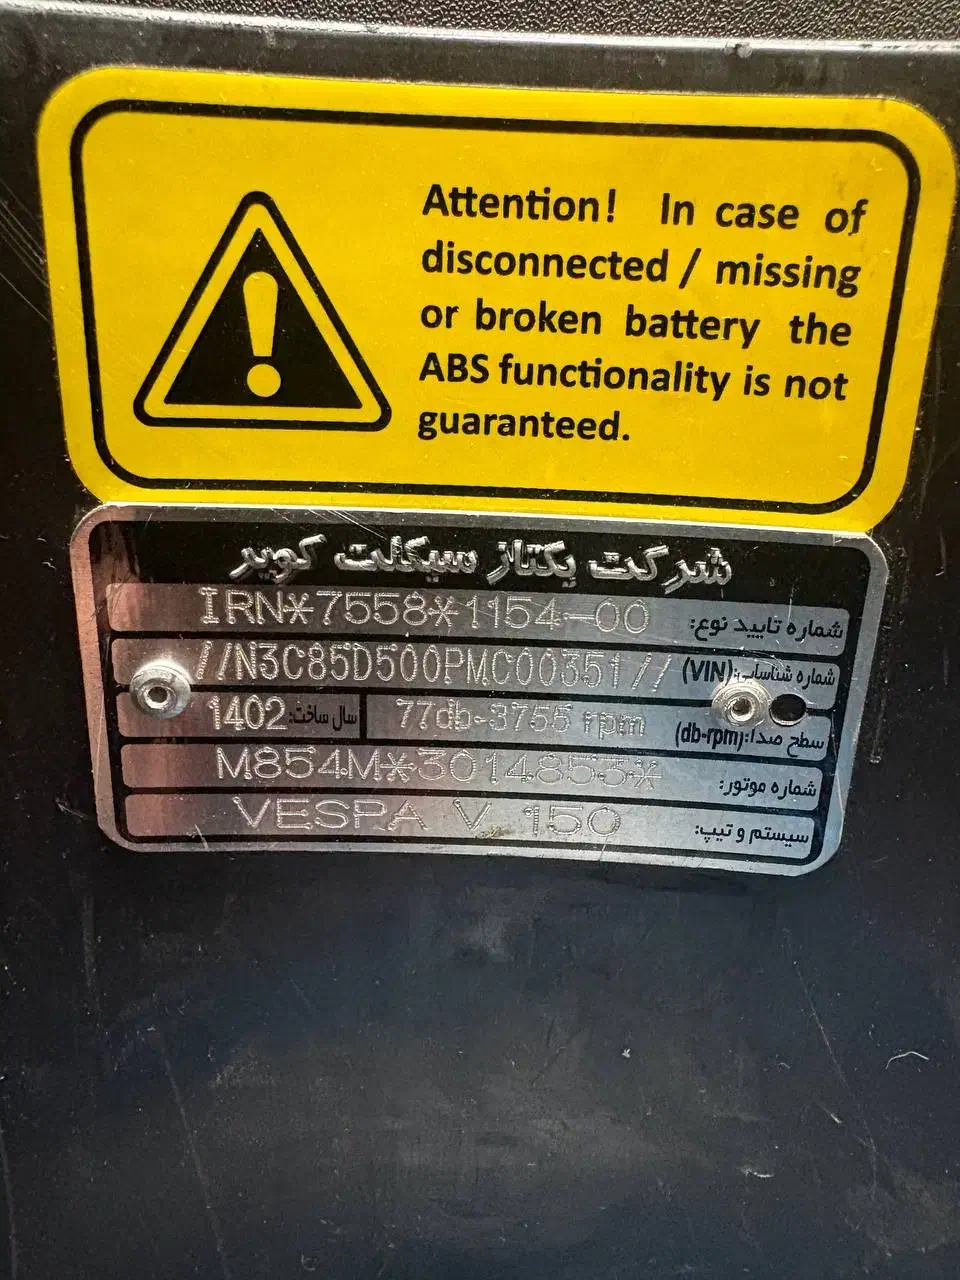 Attention! In case of
disconnected / missing
or broken battery the
ABS functionality is not
guaranteed.
شرکت یکتاز سیکلت کویر
شماره تایید نوع: IRN*7558*1154-00
شماره شناسایی (VIN): //N3C85D500PMC00351//
سطح صدا: (db-rpm) 77db-3755 rpm سال ساخت: 1402
شماره موتور: M854M*3014853*
سیستم و تیپ: VESPA V 150